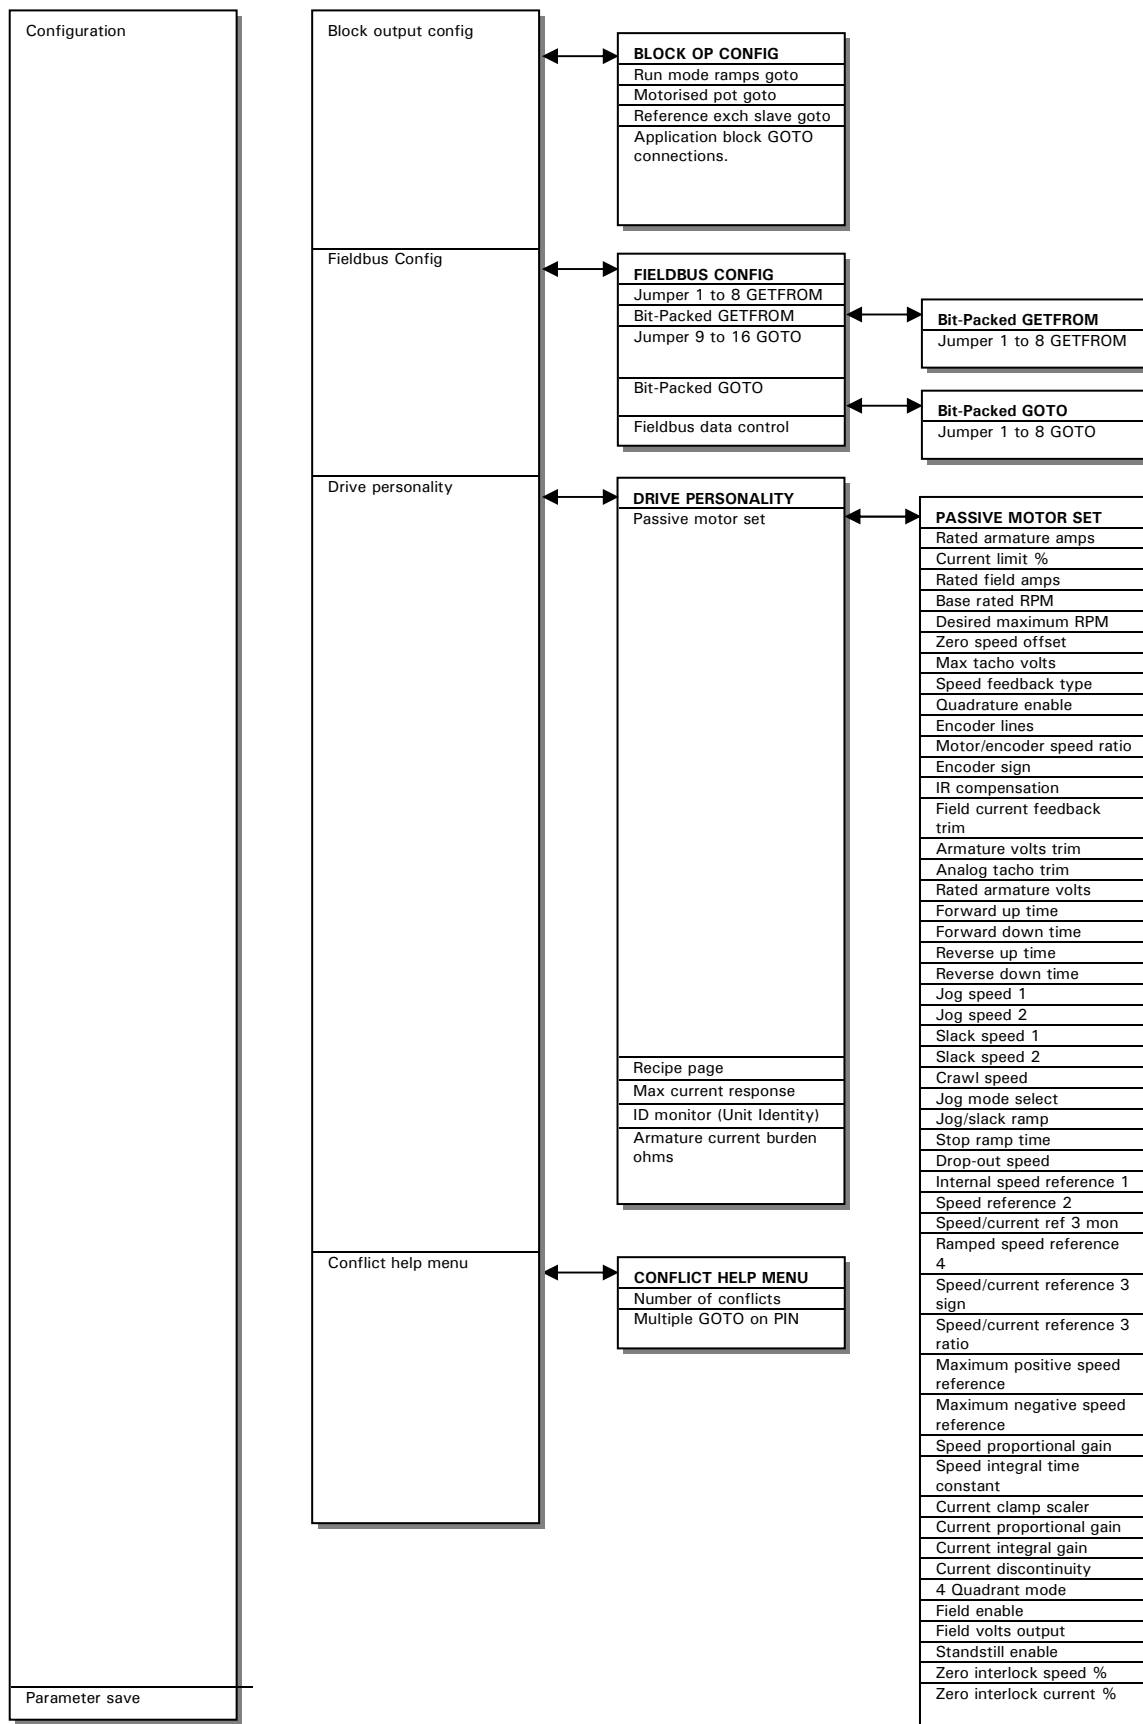 Configuration
Parameter save
Block output config
Fieldbus Config
Drive personality
Conflict help menu
BLOCK OP CONFIG
Run mode ramps goto
Motorised pot goto
Reference exch slave goto
Application block GOTO
connections.
FIELDBUS CONFIG
Jumper 1 to 8 GETFROM
Bit-Packed GETFROM
Jumper 9 to 16 GOTO
Bit-Packed GOTO
Fieldbus data control
Bit-Packed GETFROM
Jumper 1 to 8 GETFROM
Bit-Packed GOTO
Jumper 1 to 8 GOTO
DRIVE PERSONALITY
Passive motor set
Recipe page
Max current response
ID monitor (Unit Identity)
Armature current burden
ohms
CONFLICT HELP MENU
Number of conflicts
Multiple GOTO on PIN
PASSIVE MOTOR SET
Rated armature amps
Current limit %
Rated field amps
Base rated RPM
Desired maximum RPM
Zero speed offset
Max tacho volts
Speed feedback type
Quadrature enable
Encoder lines
Motor/encoder speed ratio
Encoder sign
IR compensation
Field current feedback
trim
Armature volts trim
Analog tacho trim
Rated armature volts
Forward up time
Forward down time
Reverse up time
Reverse down time
Jog speed 1
Jog speed 2
Slack speed 1
Slack speed 2
Crawl speed
Jog mode select
Jog/slack ramp
Stop ramp time
Drop-out speed
Internal speed reference 1
Speed reference 2
Speed/current ref 3 mon
Ramped speed reference
4
Speed/current reference 3
sign
Speed/current reference 3
ratio
Maximum positive speed
reference
Maximum negative speed
reference
Speed proportional gain
Speed integral time
constant
Current clamp scaler
Current proportional gain
Current integral gain
Current discontinuity
4 Quadrant mode
Field enable
Field volts output
Standstill enable
Zero interlock speed %
Zero interlock current %